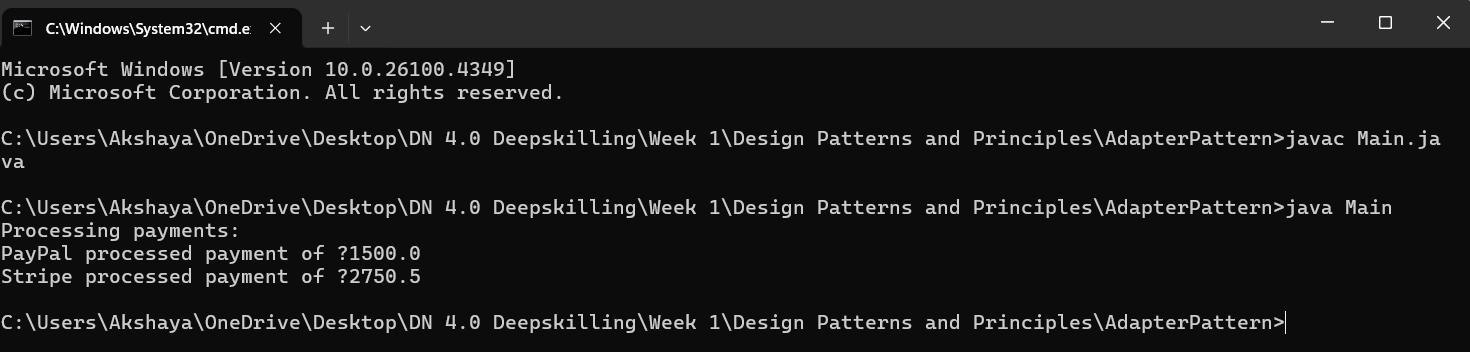 C:\Windows\System32\cmd.e
Microsoft Windows [Version 10.0.26100.4349]
(c) Microsoft Corporation. All rights reserved.
C:\Users\Akshaya\OneDrive\Desktop\DN 4.0 Deepskilling\Week 1\Design Patterns and Principles\AdapterPattern>javac Main.ja
va
C:\Users\Akshaya\OneDrive\Desktop\DN 4.0 Deepskilling\Week 1\Design Patterns and Principles\AdapterPattern>java Main
Processing payments:
PayPal processed payment of ?1500.0
Stripe processed payment of ?2750.5
C:\Users\Akshaya\OneDrive\Desktop\DN 4.0 Deepskilling\Week 1\Design Patterns and Principles\AdapterPattern>